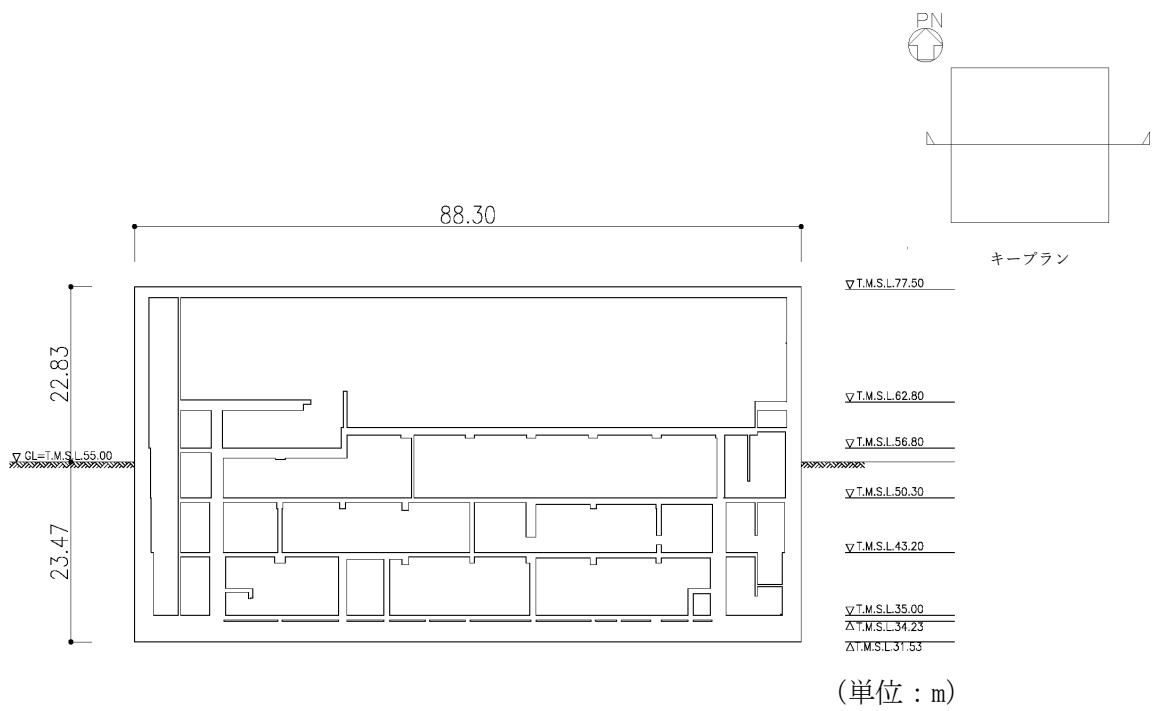 PN
キープラン
88.30
22.83
23.47
GL=T.M.S.L.55.00
T.M.S.L.77.50
T.M.S.L.62.80
T.M.S.L.56.80
T.M.S.L.50.30
T.M.S.L.43.20
T.M.S.L.35.00
T.M.S.L.34.23
T.M.S.L.31.53
(単位：m)